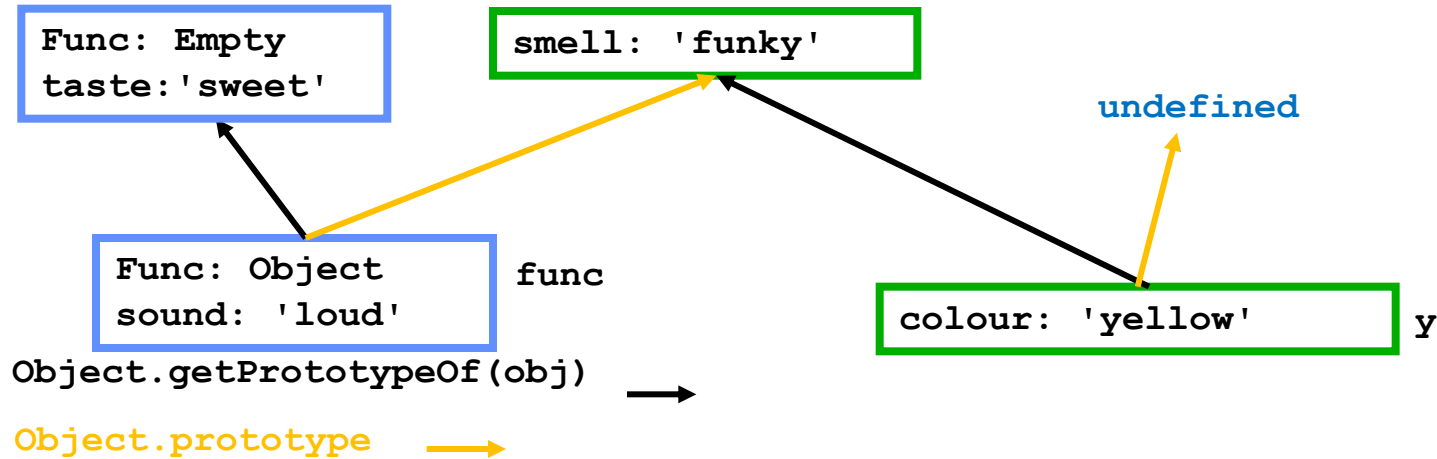 Func: Empty
taste:'sweet'
smell: 'funky'
undefined
Func: Object
sound: 'loud'
func
colour: 'yellow'
y
Object.getPrototypeOf(obj)
Object.prototype